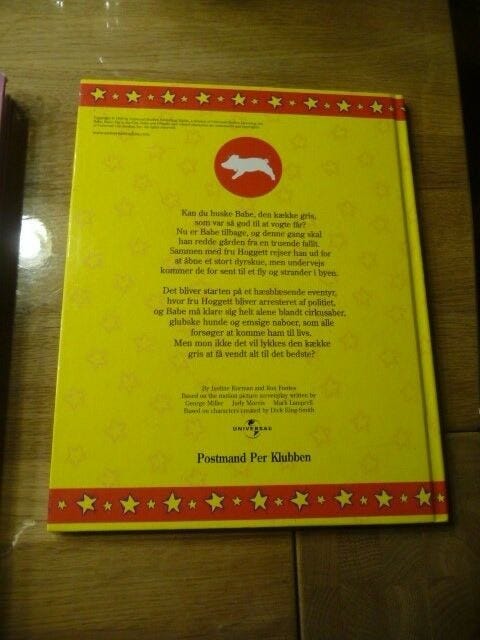 www.universalstudios.com
Kan du huske Babe, den kække gris,
som var så god til at vogte får?
Nu er Babe tilbage, og denne gang skal
han redde gården fra en truende fallit.
Sammen med fru Hoggett rejser han ud for
at åbne et stort dyrskue, men undervejs
kommer de for sent til et fly og strander i byen.
Det bliver starten på et hæsblæsende eventyr,
hvor fru Hoggett bliver arresteret af politiet,
og Babe må klare sig helt alene blandt cirkusaber,
glubske hunde og emsige naboer, som alle
forsøger at komme ham til livs.
Men mon ikke det vil lykkes den kække
gris at få vendt alt til det bedste?
By Justine Korman and Ron Fontes
Based on the motion picture screenplay written by
George Miller Judy Morris Mark Lamprell
Based on characters created by Dick King-Smith
UNIVERSAL
Postmand Per Klubben